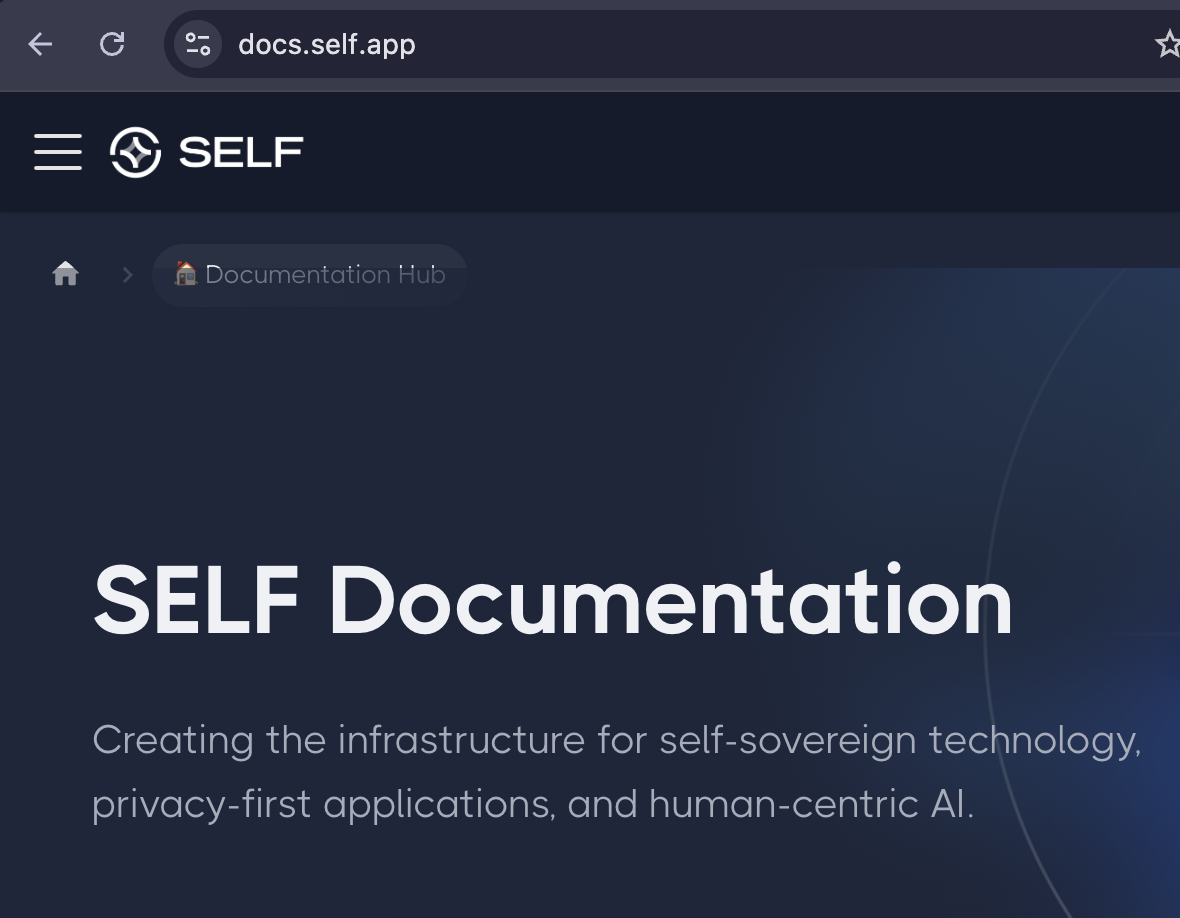 docs.self.app
SELF
Documentation Hub
SELF Documentation
Creating the infrastructure for self-sovereign technology,
privacy-first applications, and human-centric AI.